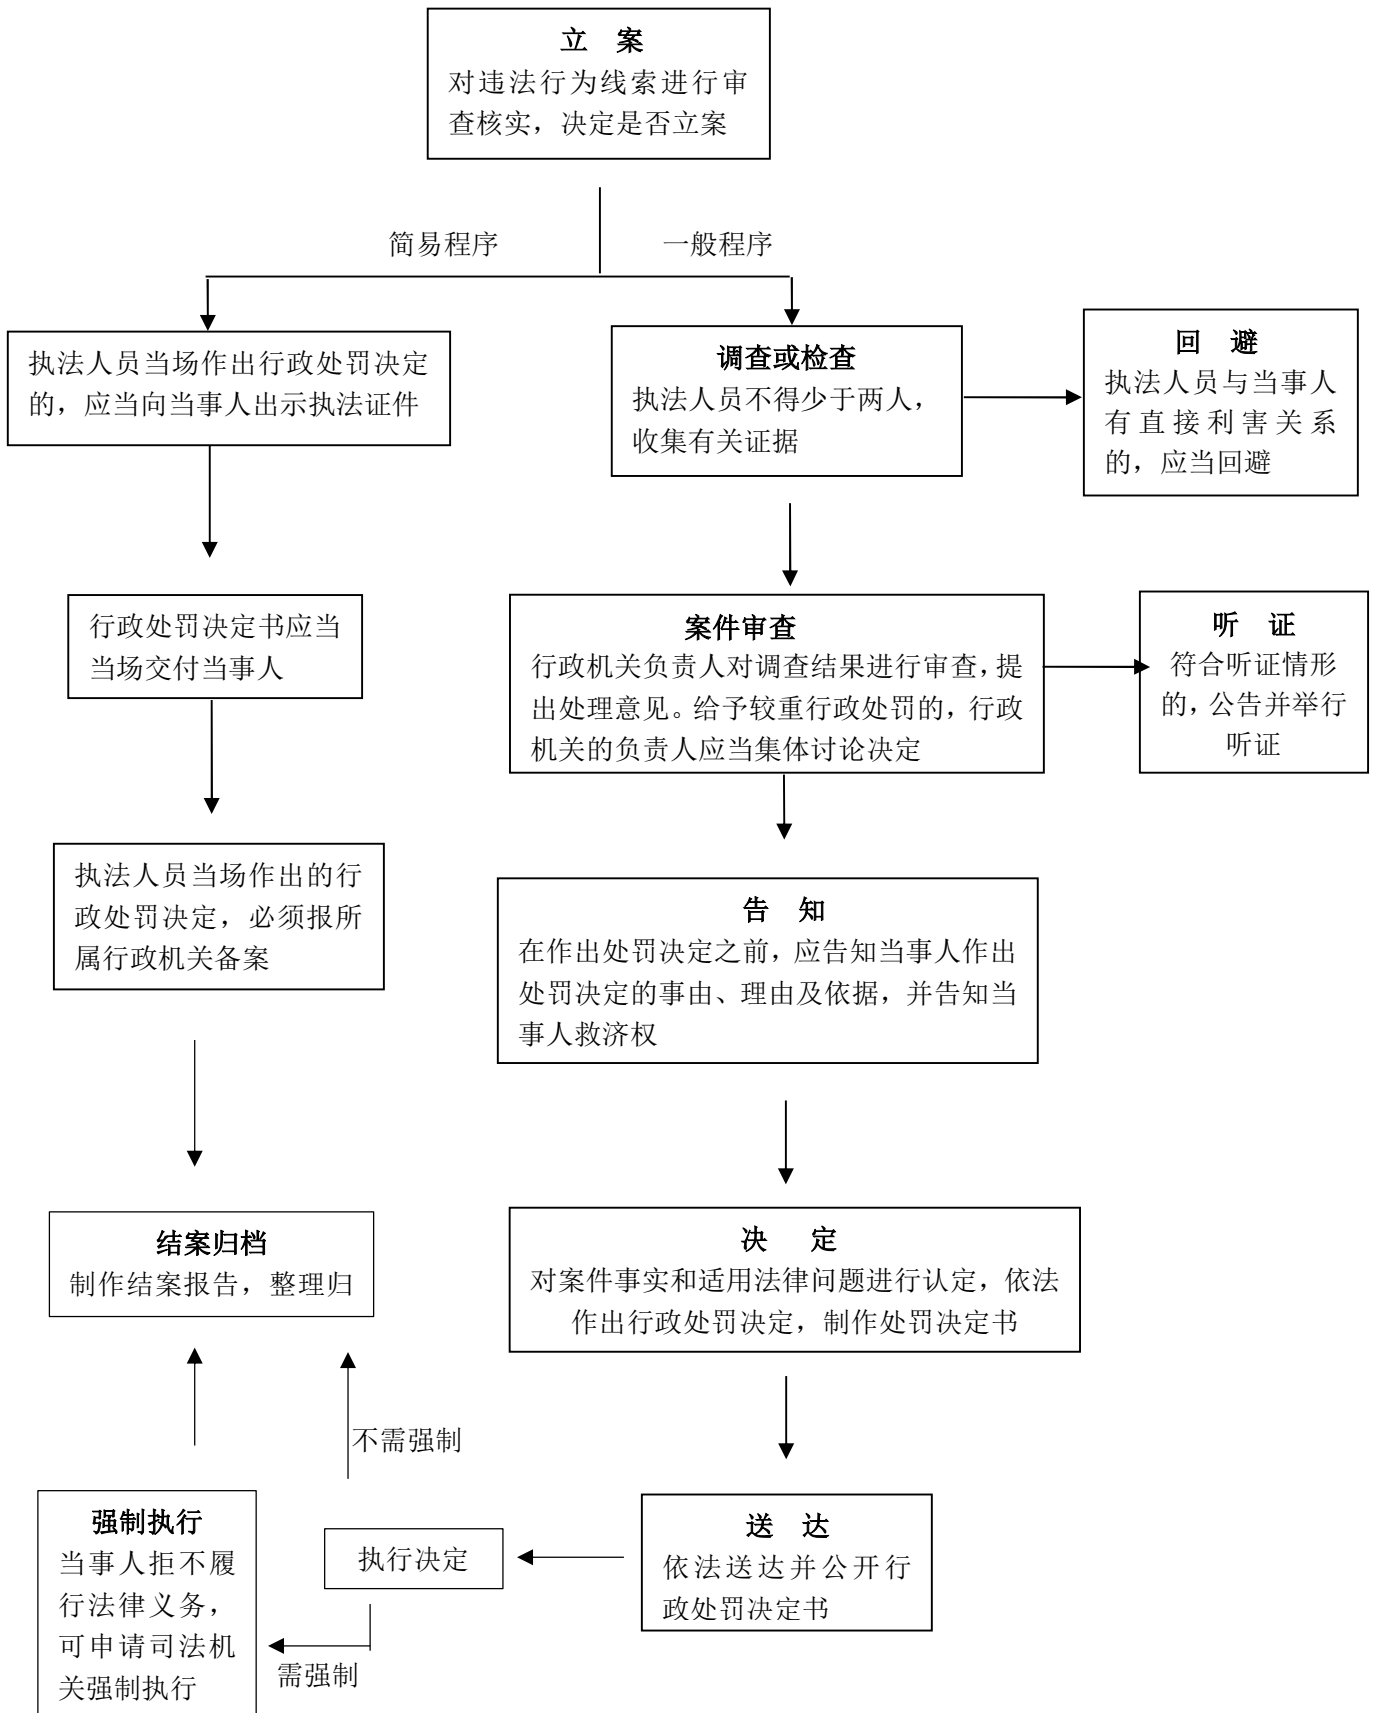 立 案
对违法行为线索进行审
查核实，决定是否立案
简易程序
一般程序
执法人员当场作出行政处罚决定
的，应当向当事人出示执法证件
调查或检查
执法人员不得少于两人，
收集有关证据
回 避
执法人员与当事人
有直接利害关系
的，应当回避
行政处罚决定书应当
当场交付当事人
案件审查
行政机关负责人对调查结果进行审查，提
出处理意见。给予较重行政处罚的，行政
机关的负责人应当集体讨论决定
听 证
符合听证情形
的，公告并举行
听证
执法人员当场作出的行
政处罚决定，必须报所
属行政机关备案
告 知
在作出处罚决定之前，应告知当事人作出
处罚决定的事由、理由及依据，并告知当
事人救济权
结案归档
制作结案报告，整理归
决 定
对案件事实和适用法律问题进行认定，依法
作出行政处罚决定，制作处罚决定书
不需强制
强制执行
当事人拒不履
行法律义务，
可申请司法机
关强制执行
执行决定
需强制
送 达
依法送达并公开行
政处罚决定书